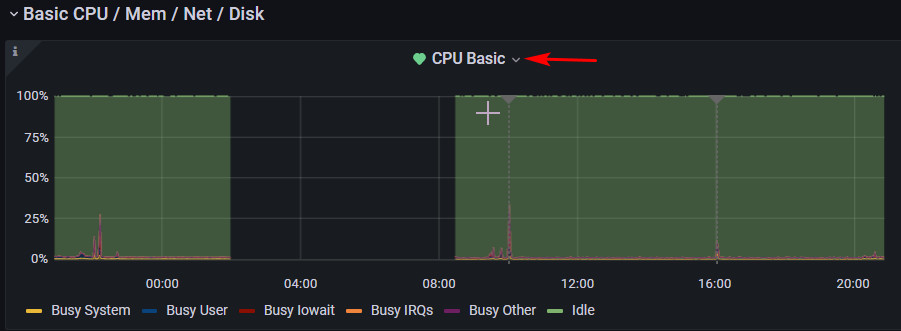 Basic CPU / Mem / Net / Disk
i
CPU Basic
100%
75%
50%
25%
0%
00:00 04:00 08:00 12:00 16:00 20:00
Busy System Busy User Busy Iowait Busy IRQs Busy Other Idle